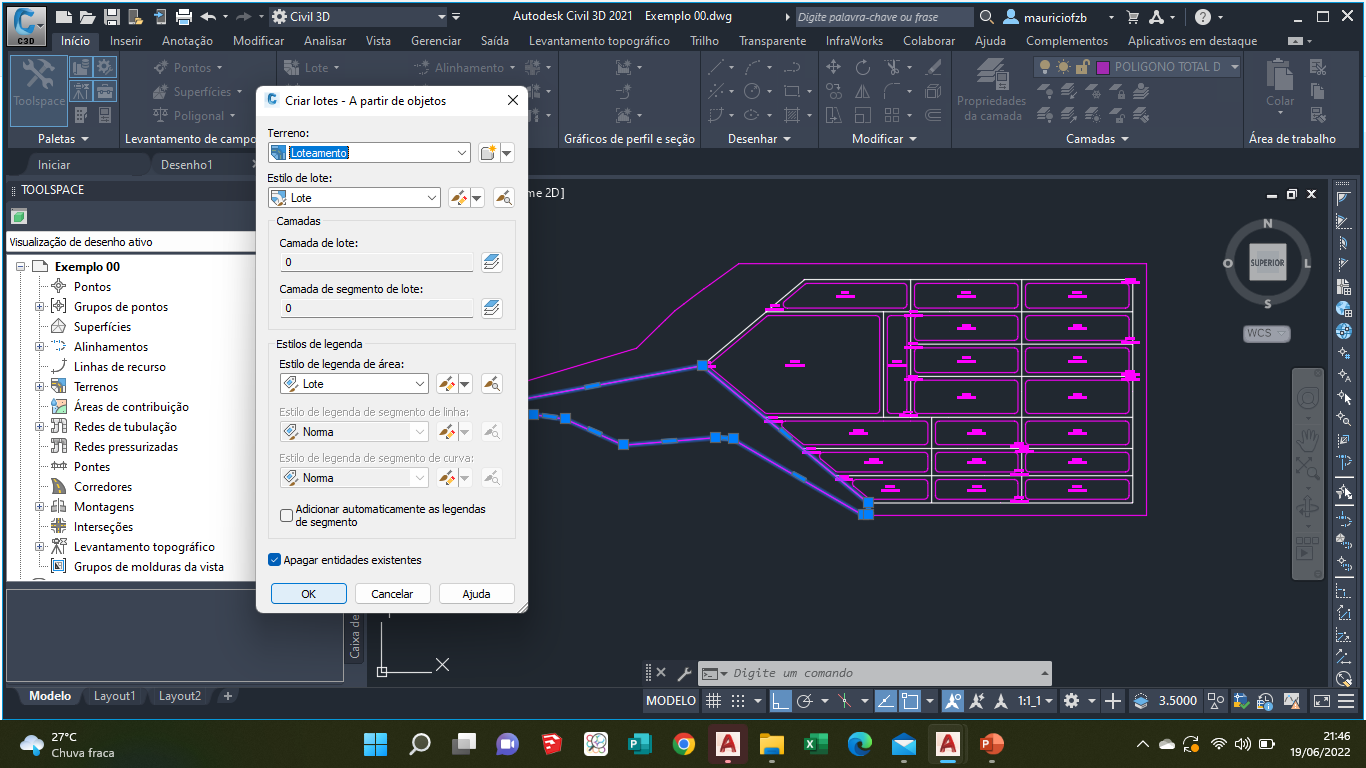 C3D
Civil 3D
Autodesk Civil 3D 2021 Exemplo 00.dwg
Digite palavra-chave ou frase
mauriciofzb
Início Inserir Anotação Modificar Analisar Vista Gerenciar Saída Levantamento topográfico Trilho Transparente InfraWorks Colaborar Ajuda Complementos Aplicativos em destaque
Toolspace
Pontos
Superfícies
Poligonal
Lote
Alinhamento
Propriedades
da camada
POLIGONO TOTAL D
Colar
Paletas
Levantamento de campo
Gráficos de perfil e seção
Desenhar
Modificar
Camadas
Área de trabalho
Iniciar
Desenho1
TOOLSPACE
Visualização de desenho ativo
Exemplo 00
Pontos
Grupos de pontos
Superfícies
Alinhamentos
Linhas de recurso
Terrenos
Áreas de contribuição
Redes de tubulação
Redes pressurizadas
Pontes
Corredores
Montagens
Interseções
Levantamento topográfico
Grupos de molduras da vista
Caixa de
Criar lotes - A partir de objetos
Terreno:
Loteamento
Estilo de lote:
Lote
Camadas
Camada de lote:
0
Camada de segmento de lote:
0
Estilos de legenda
Estilo de legenda de área:
Lote
Estilo de legenda de segmento de linha:
Norma
Estilo de legenda de segmento de curva:
Norma
Adicionar automaticamente as legendas
de segmento
Apagar entidades existentes
OK
Cancelar
Ajuda
me 2D]
N
O
SUPERIOR
L
S
WCS
Digite um comando
Modelo
Layout1
Layout2
MODELO
1:1_1
3.5000
27°C
Chuva fraca
21:46
19/06/2022